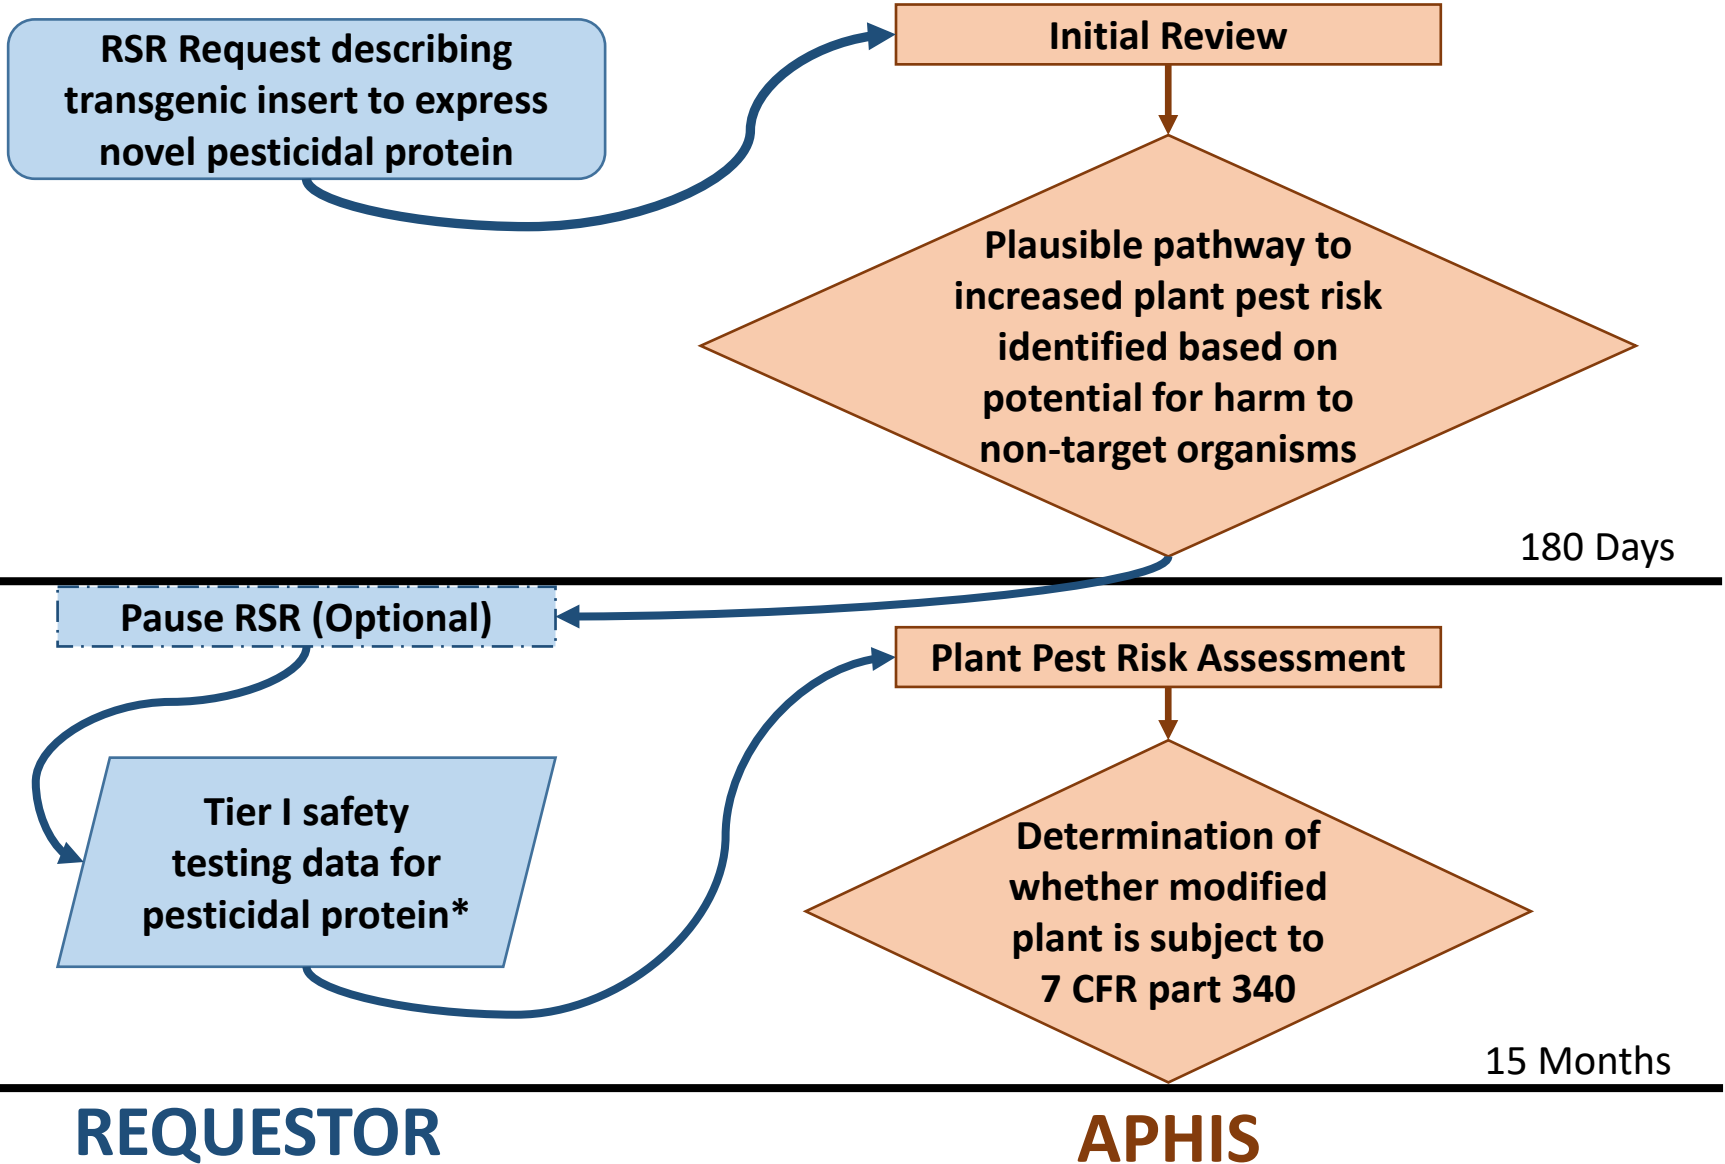 RSR Request describing
transgenic insert to express
novel pesticidal protein
Initial Review
Plausible pathway to
increased plant pest risk
identified based on
potential for harm to
non-target organisms
180 Days
Pause RSR (Optional)
Plant Pest Risk Assessment
Tier I safety
testing data for
pesticidal protein*
Determination of
whether modified
plant is subject to
7 CFR part 340
15 Months
REQUESTOR
APHIS